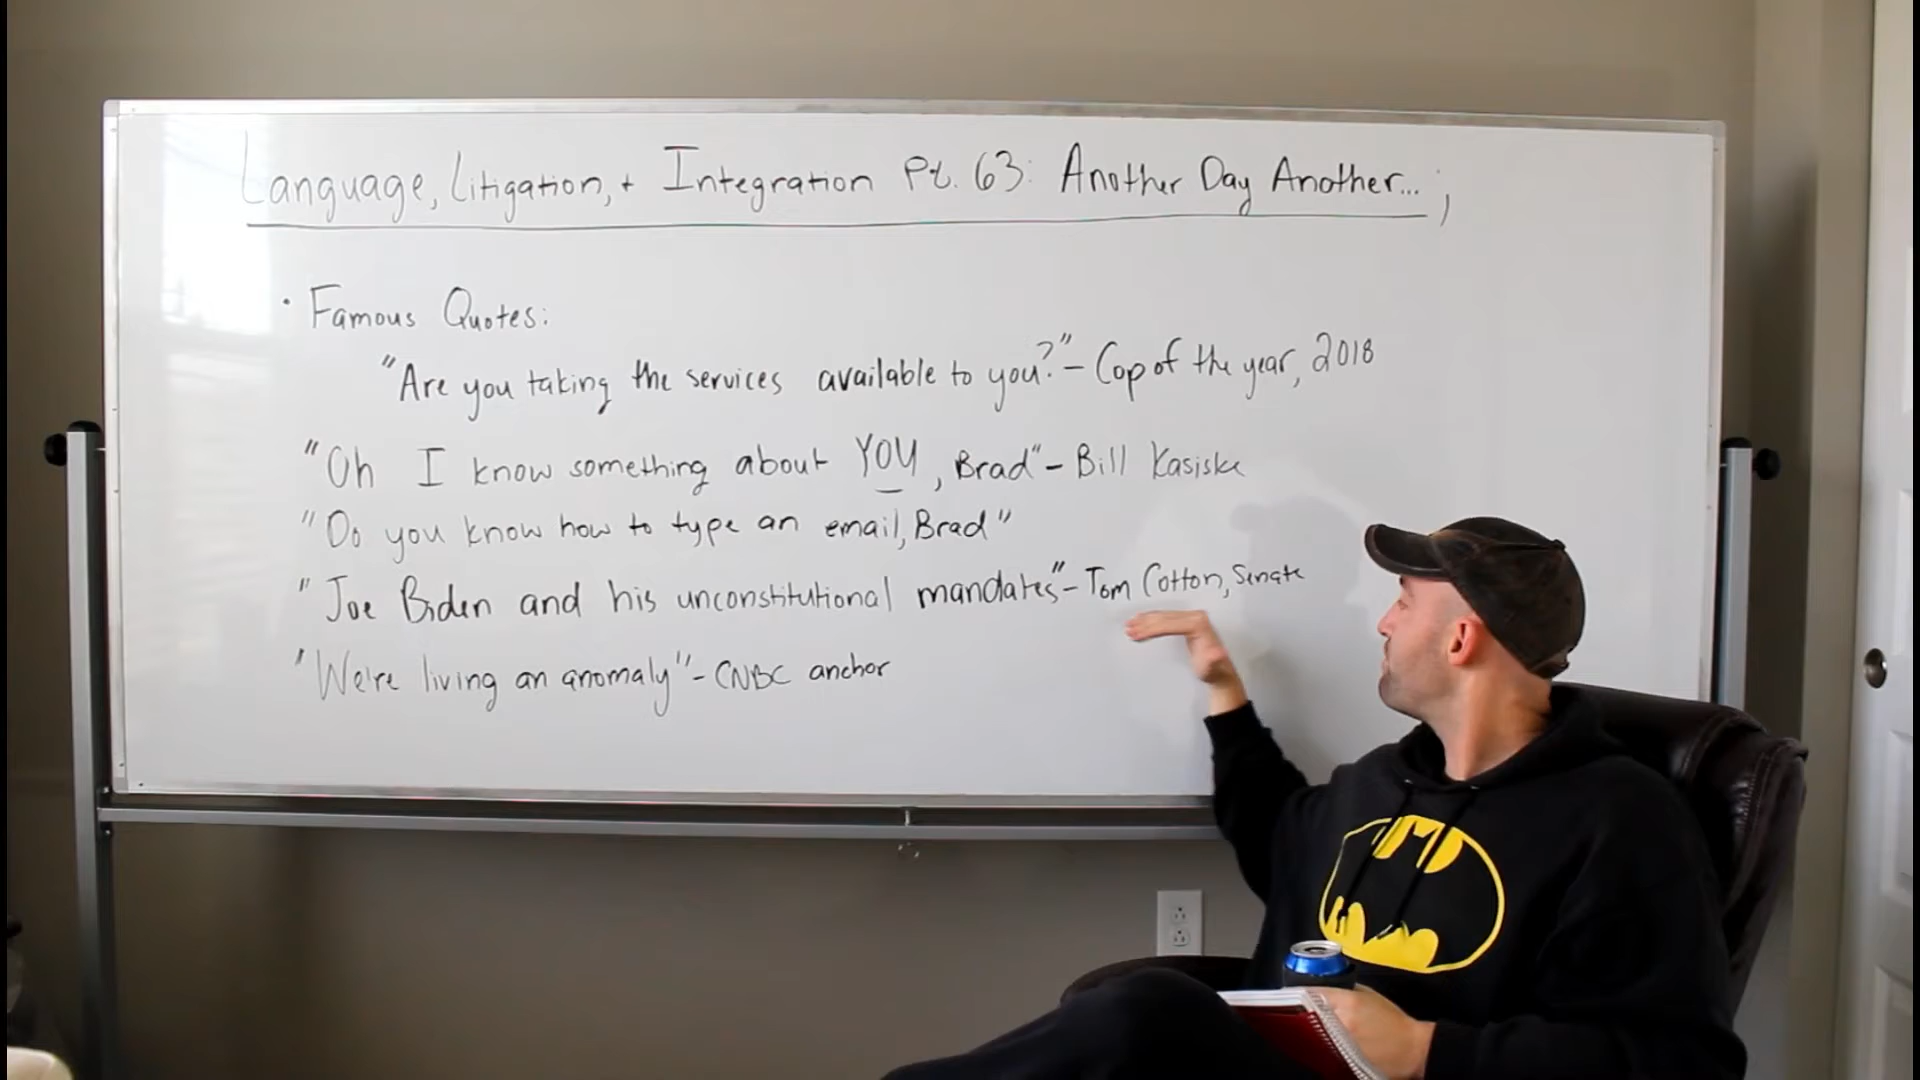 Language, Litigation, + Integration Pt. 63: Another Day Another... ;
• Famous Quotes:
"Are you taking the services available to you?" - Cop of the year, 2018
"Oh I know something about YOU, Brad" - Bill Kasiske
"Do you know how to type an email, Brad"
"Joe Biden and his unconstitutional mandates" - Tom Cotton, Senate
"We're living an anomaly" - CNBC anchor